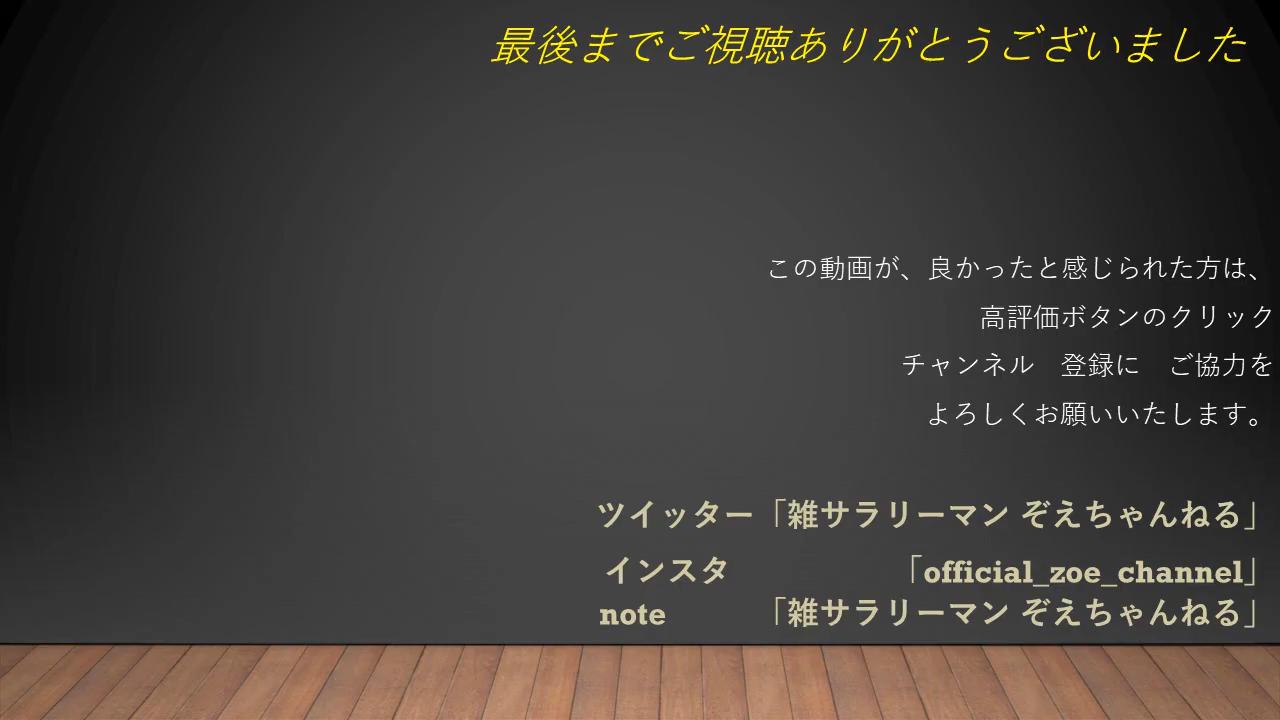 最後までご視聴ありがとうございました
この動画が、良かったと感じられた方は、
高評価ボタンのクリック
チャンネル　登録に　ご協力を
よろしくお願いいたします。
ツイッター「雑サラリーマン ぞえちゃんねる」
インスタ　「official_zoe_channel」
note　「雑サラリーマン ぞえちゃんねる」